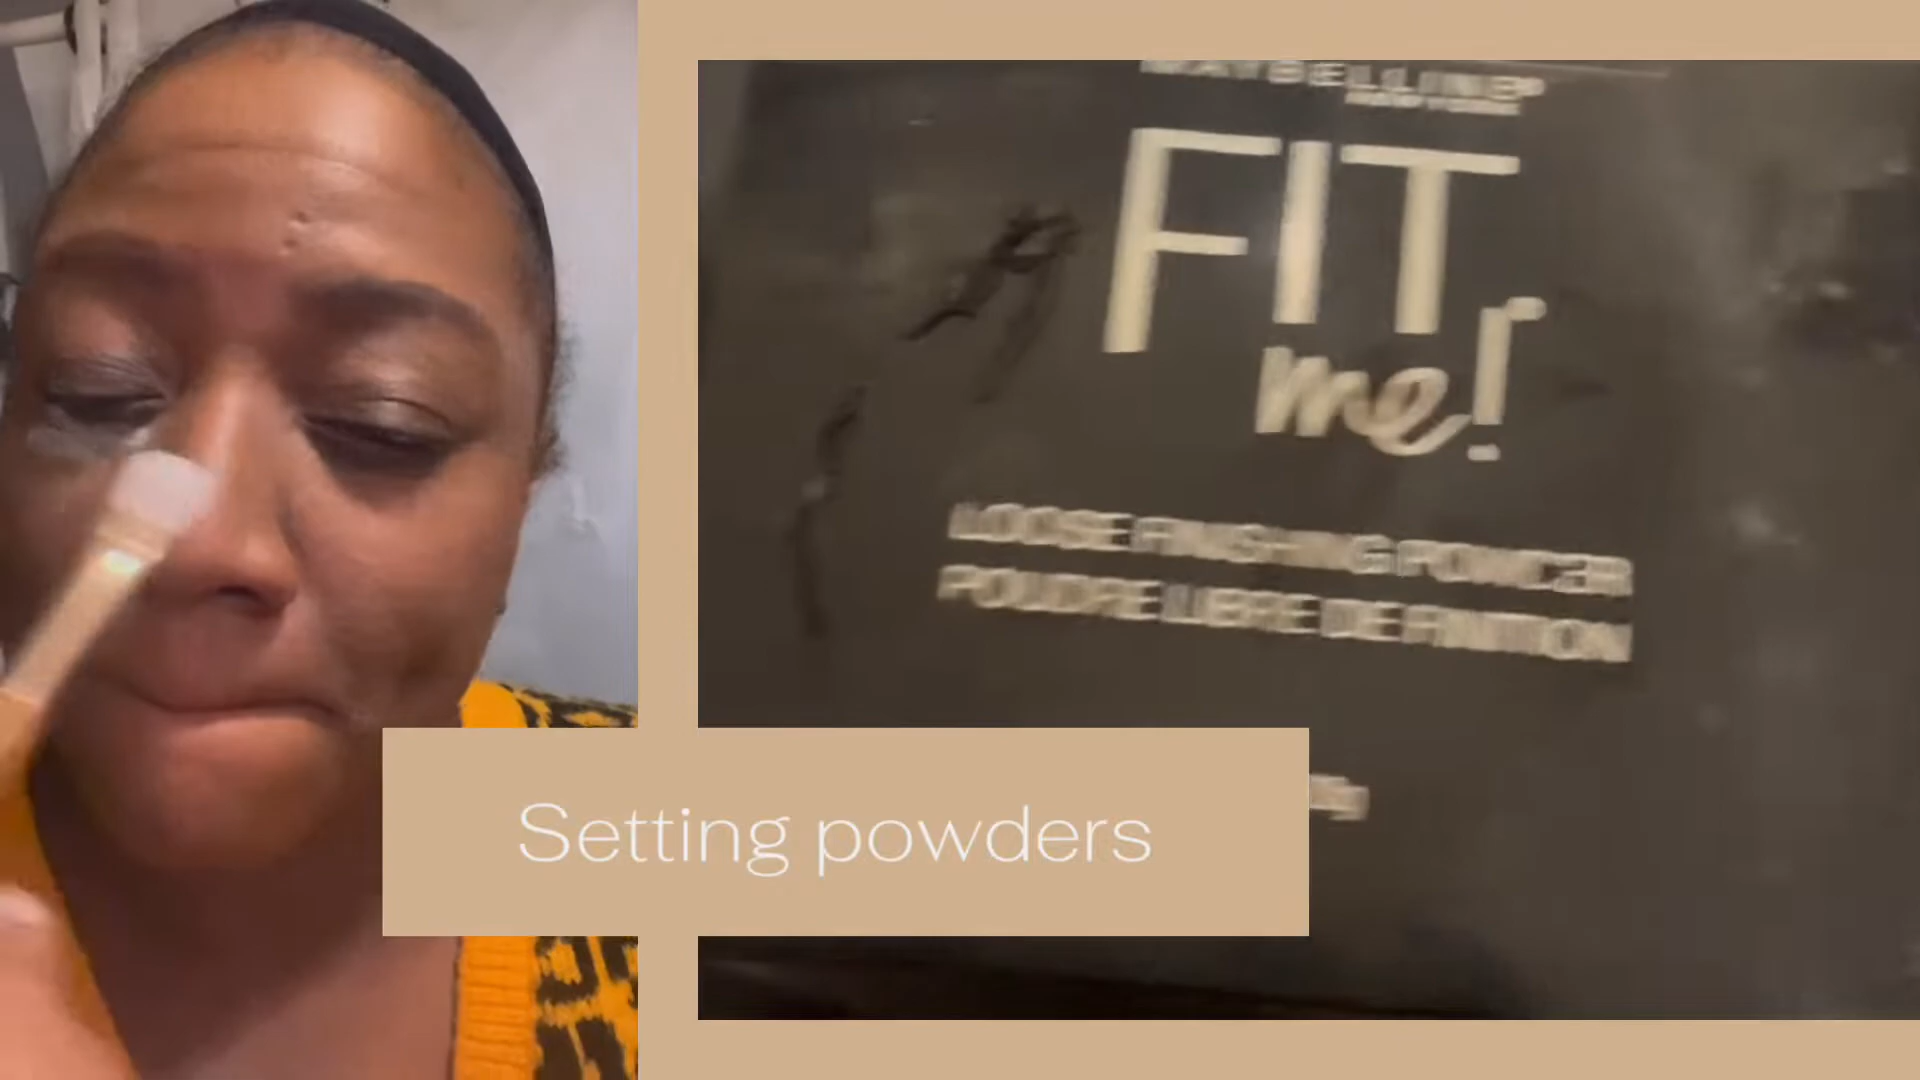 MAYBELLINE
FIT
me!
LOOSE FINISHING POWDER
POUDRE LIBRE DE FINITION
Setting powders